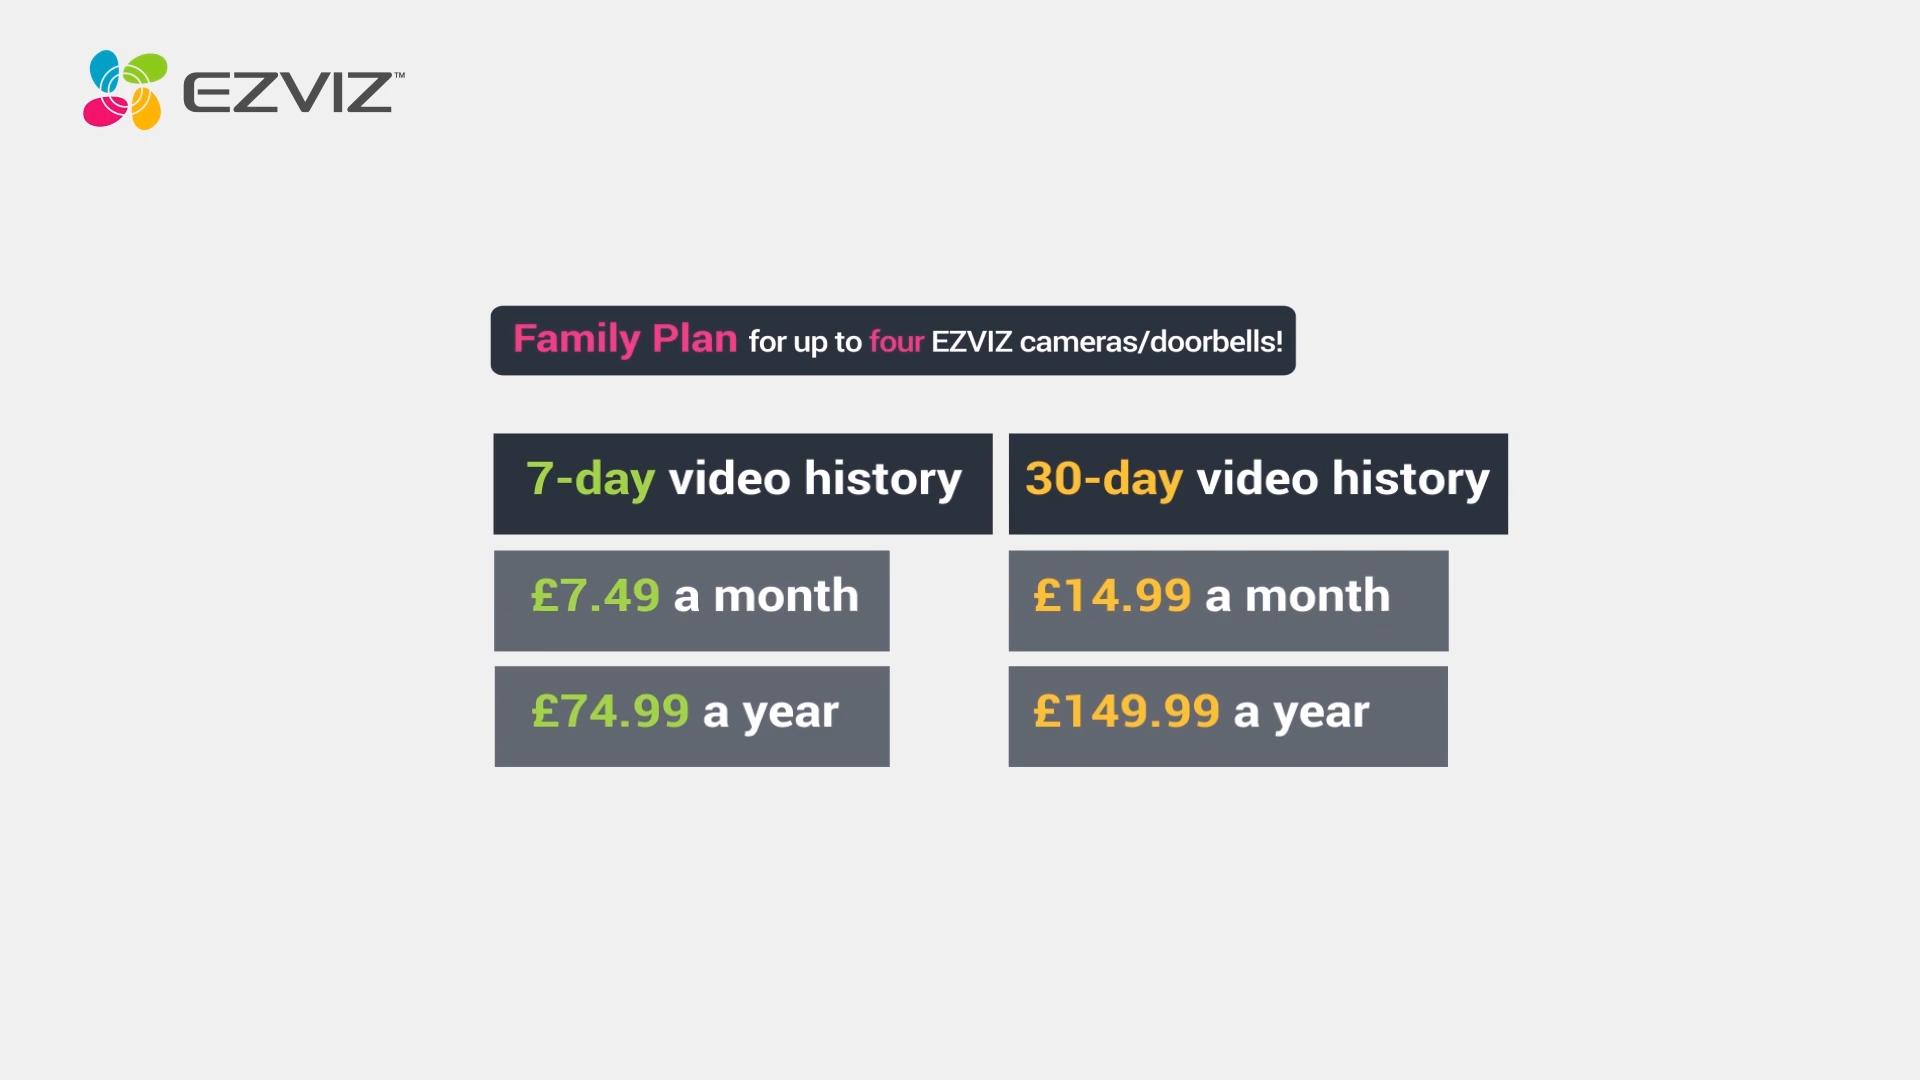 EZVIZ™
Family Plan for up to four EZVIZ cameras/doorbells!
7-day video history
£7.49 a month
£74.99 a year
30-day video history
£14.99 a month
£149.99 a year